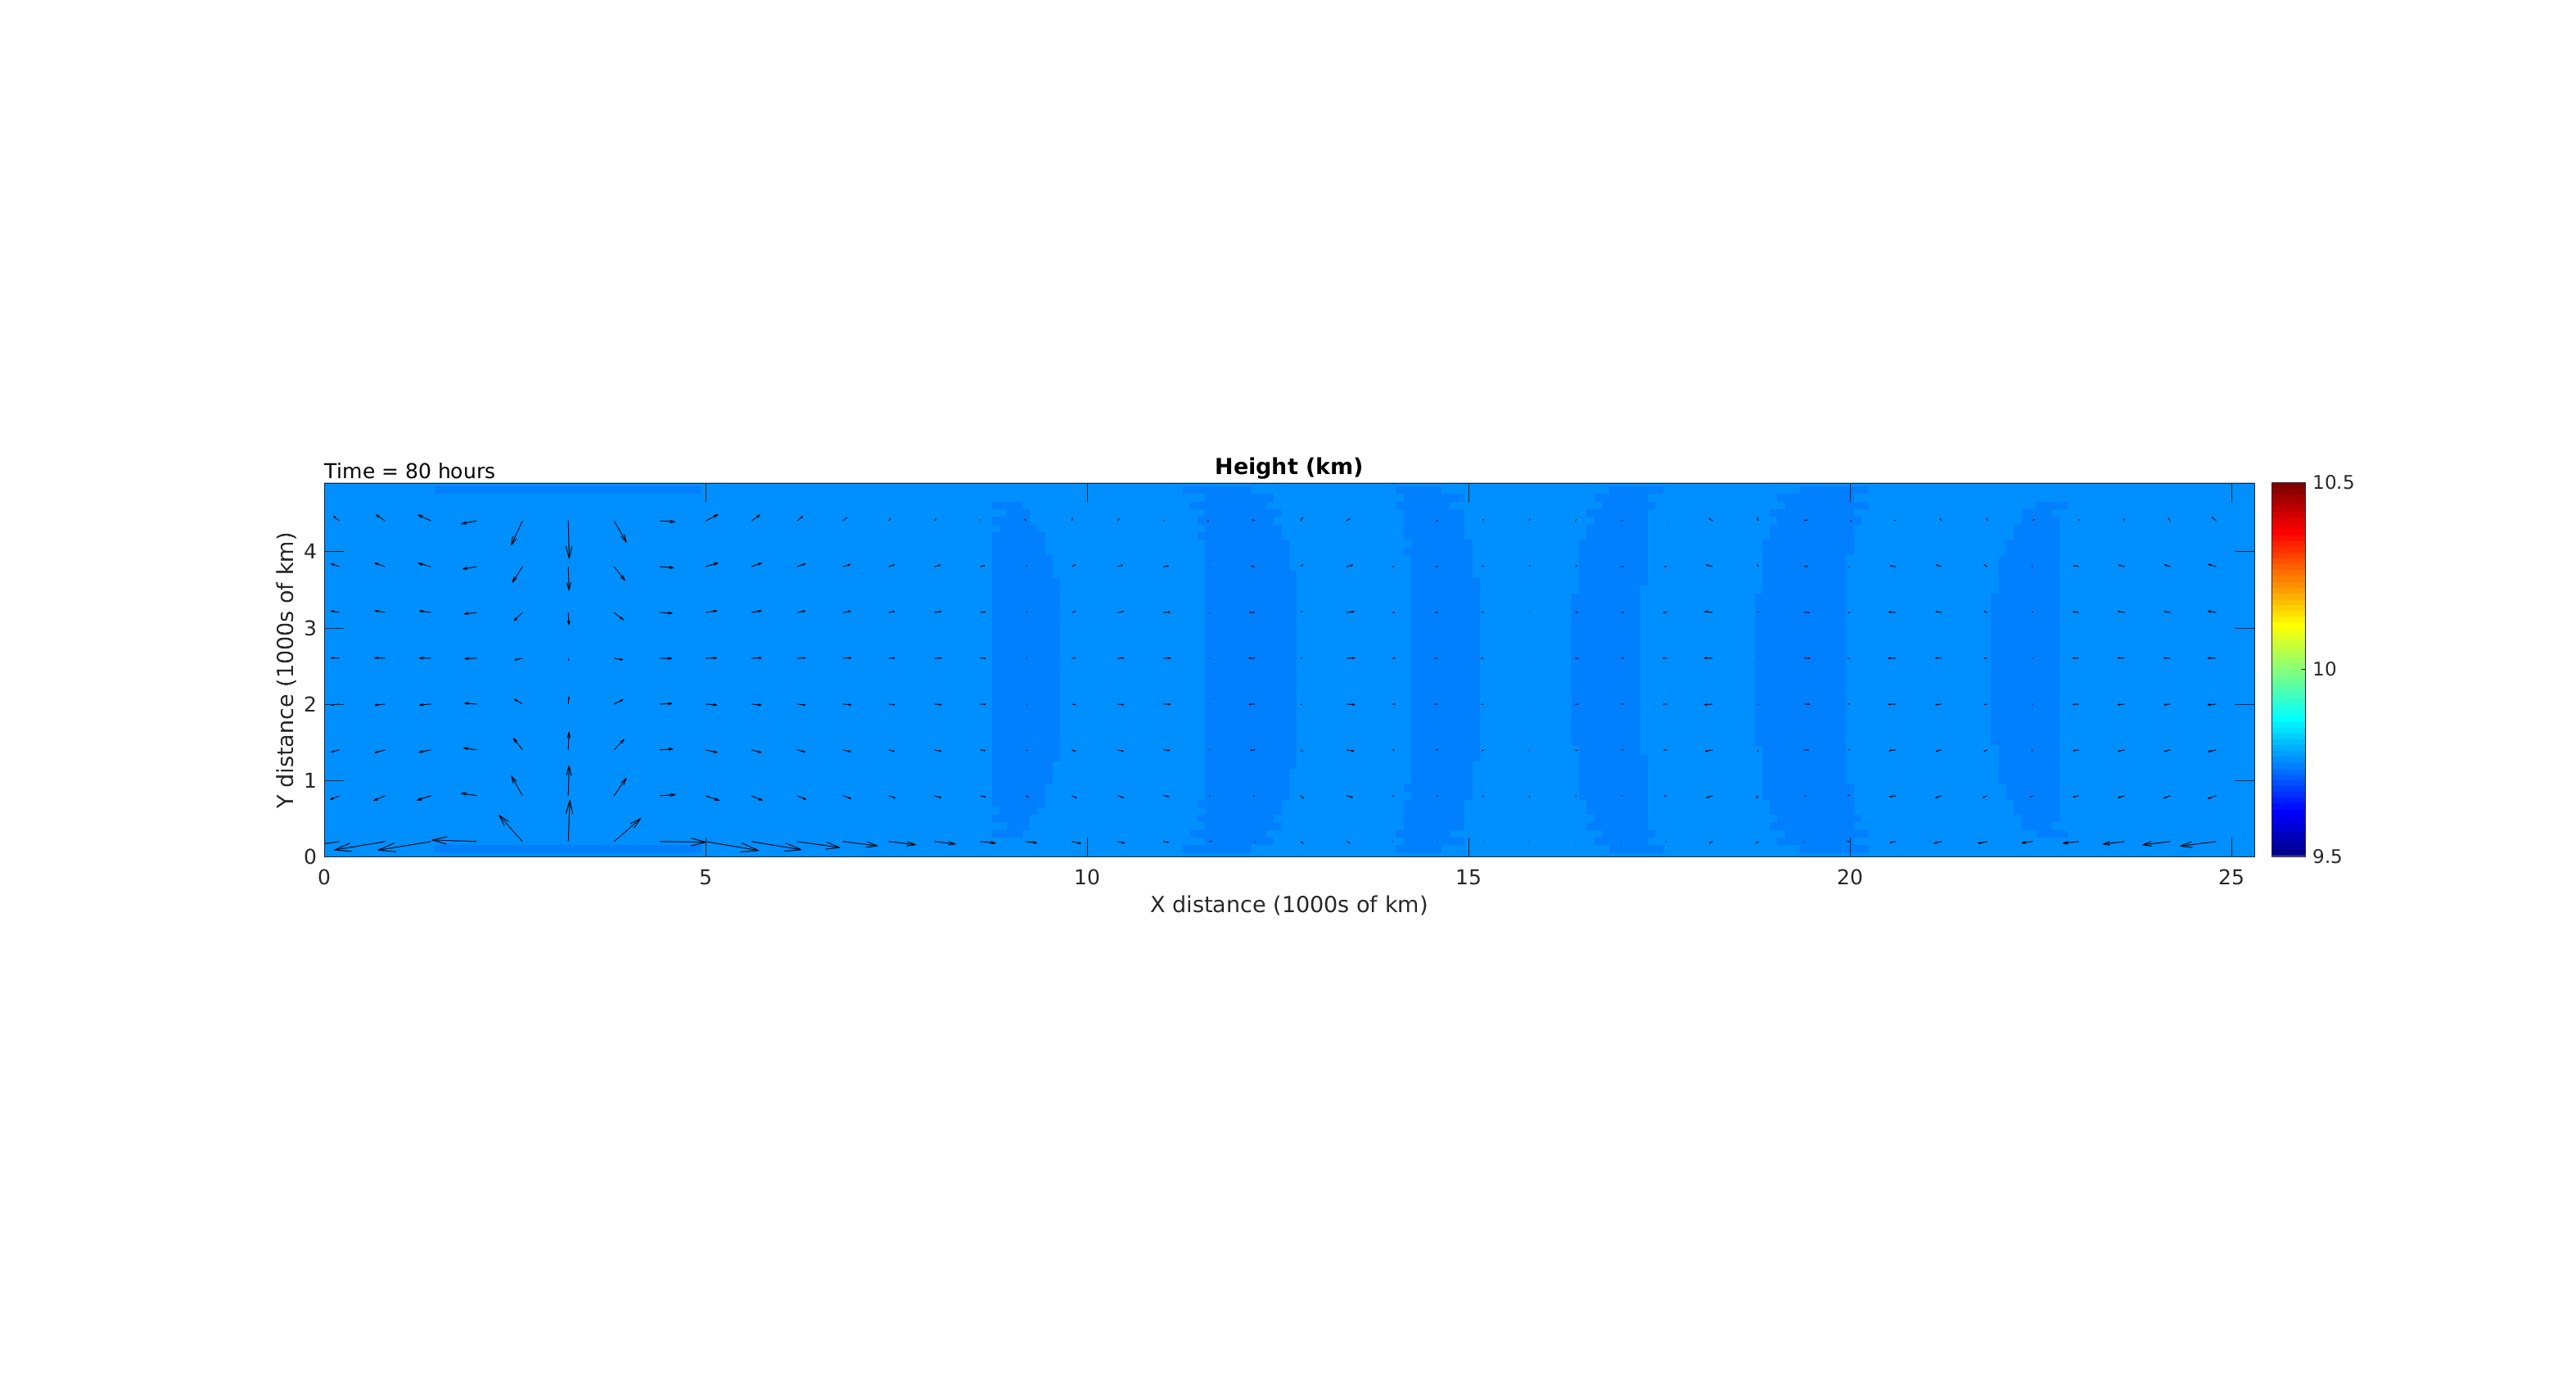 Time = 80 hours
Height (km)
Y distance (1000s of km)
4
3
2
1
0
0 5 10 15 20 25
X distance (1000s of km)
10.5
10
9.5